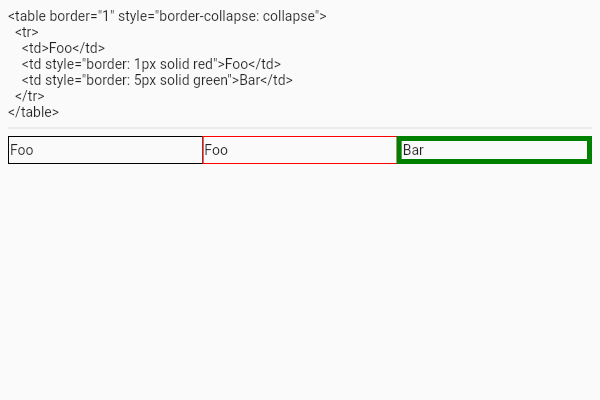 <table border="1" style="border-collapse: collapse">
  <tr>
    <td>Foo</td>
    <td style="border: 1px solid red">Foo</td>
    <td style="border: 5px solid green">Bar</td>
  </tr>
</table>
Foo Foo Bar